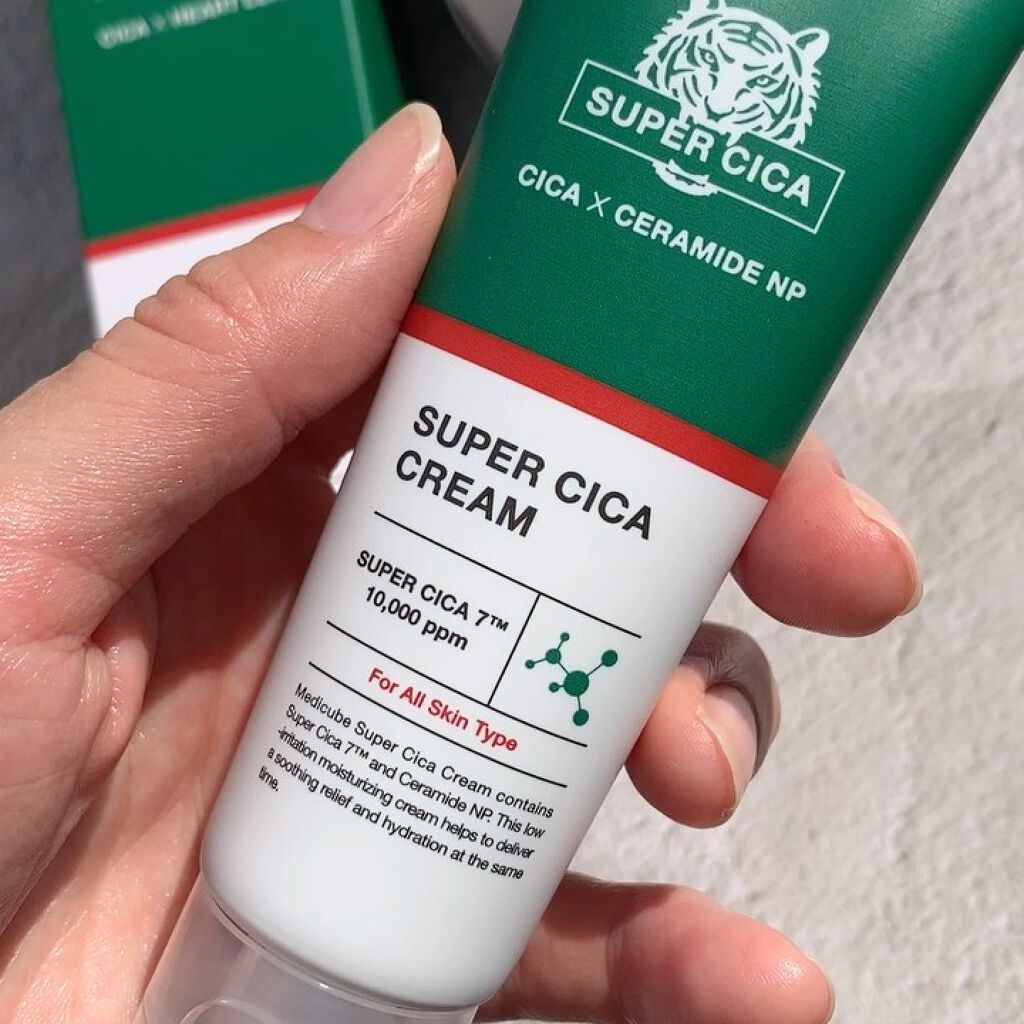 CICA X
SUPER CICA
CICA X CERAMIDE NP
SUPER CICA
CREAM
SUPER CICA 7™
10,000 ppm
For All Skin Type
Medicube Super Cica Cream contains
Super Cica 7™ and Ceramide NP. This low
-irritation moisturizing cream helps to deliver
a soothing relief and hydration at the same
time.